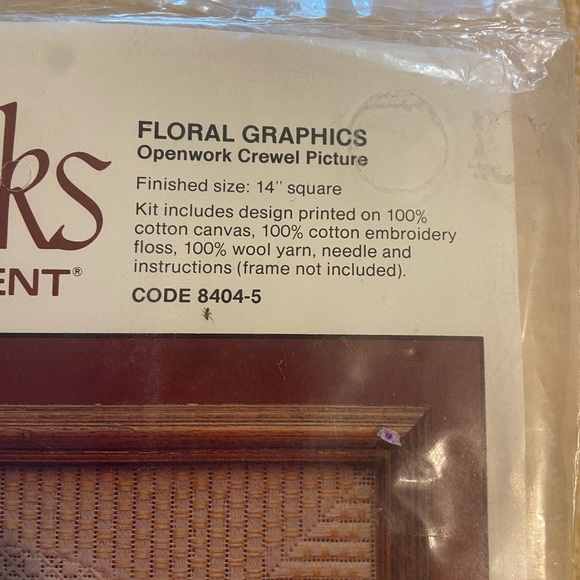 ks
ENT®
FLORAL GRAPHICS
Openwork Crewel Picture
Finished size: 14" square
Kit includes design printed on 100%
cotton canvas, 100% cotton embroidery
floss, 100% wool yarn, needle and
instructions (frame not included).
CODE 8404-5